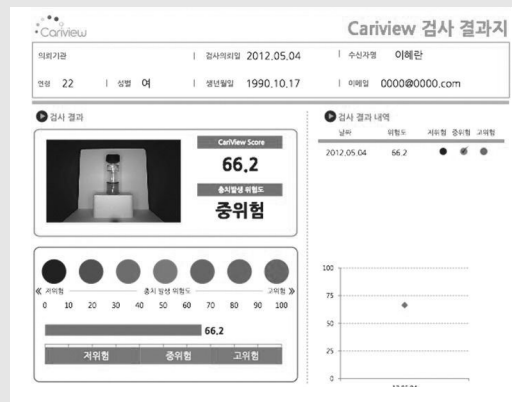 Cariview
Cariview 검사 결과지
의뢰기관 | 검사의뢰일 2012.05.04 | 수신자명 이혜란
연령 22 | 성별 여 | 생년월일 1990.10.17 | 이메일 0000@0000.com
검사 결과
CariView Score
66.2
충치발생 위험도
중위험
≪ 저위험 충치 발생 위험도 고위험 ≫
0 10 20 30 40 50 60 70 80 90 100
66.2
저위험 중위험 고위험
검사 결과 내역
날짜 위험도 저위험 중위험 고위험
2012.05.04 66.2
100
75
50
25
0